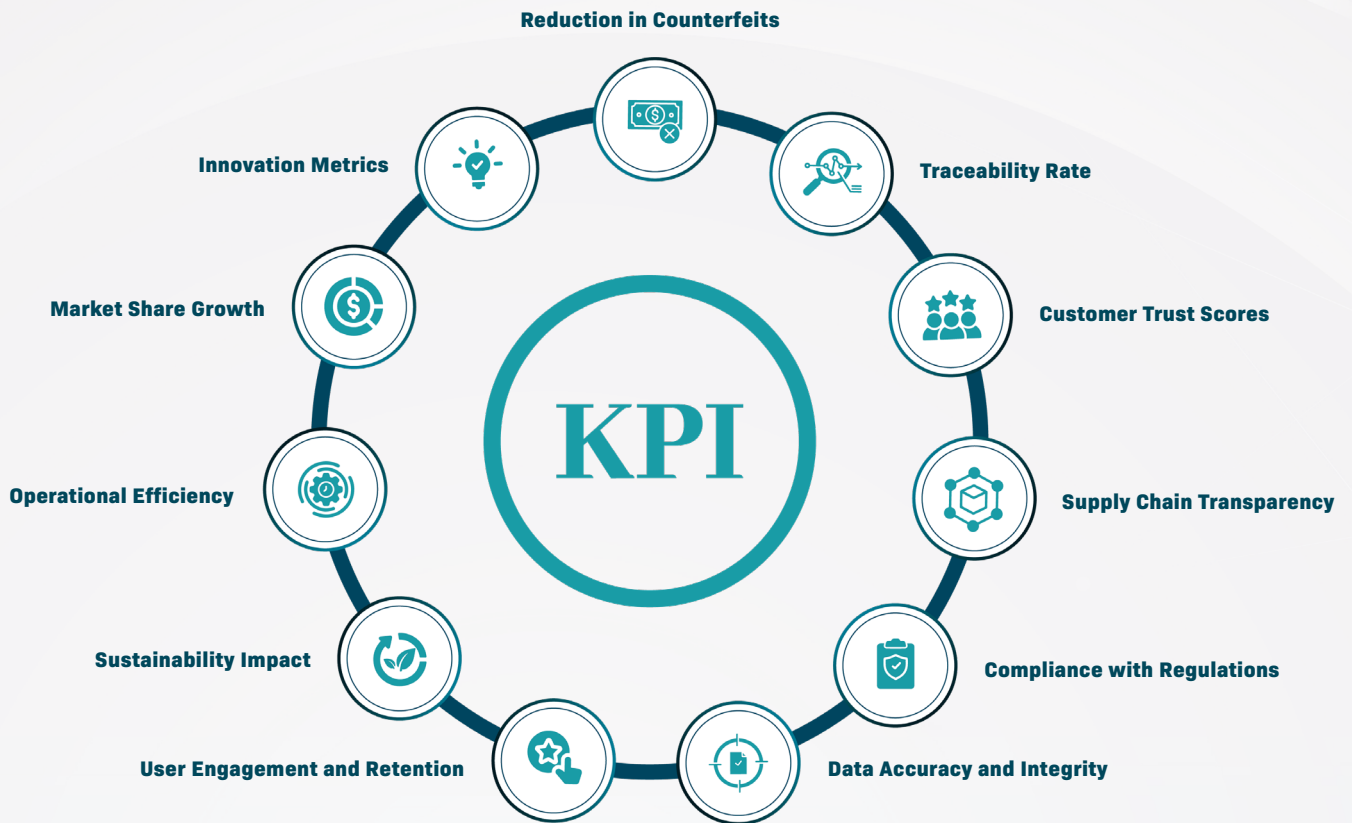 Reduction in Counterfeits
Innovation Metrics
Traceability Rate
Market Share Growth
Customer Trust Scores
KPI
Operational Efficiency
Supply Chain Transparency
Sustainability Impact
Compliance with Regulations
User Engagement and Retention
Data Accuracy and Integrity